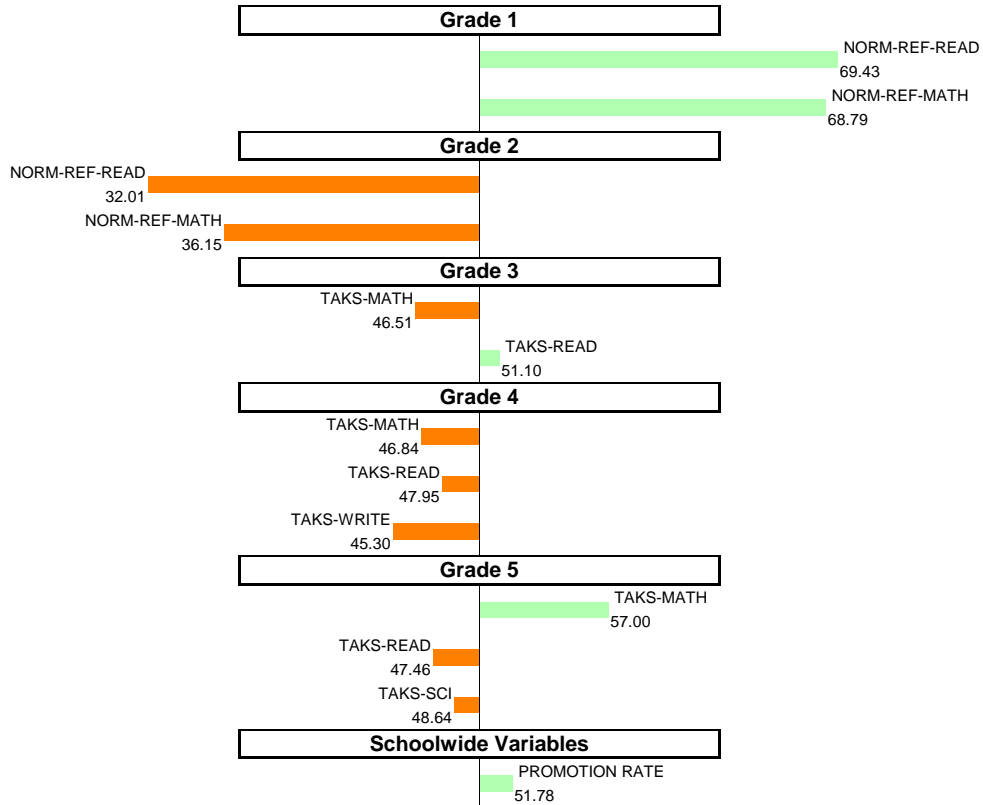 Grade 1
NORM-REF-READ
69.43
NORM-REF-MATH
68.79
Grade 2
NORM-REF-READ
32.01
NORM-REF-MATH
36.15
Grade 3
TAKS-MATH
46.51
TAKS-READ
51.10
Grade 4
TAKS-MATH
46.84
TAKS-READ
47.95
TAKS-WRITE
45.30
Grade 5
TAKS-MATH
57.00
TAKS-READ
47.46
TAKS-SCI
48.64
Schoolwide Variables
PROMOTION RATE
51.78